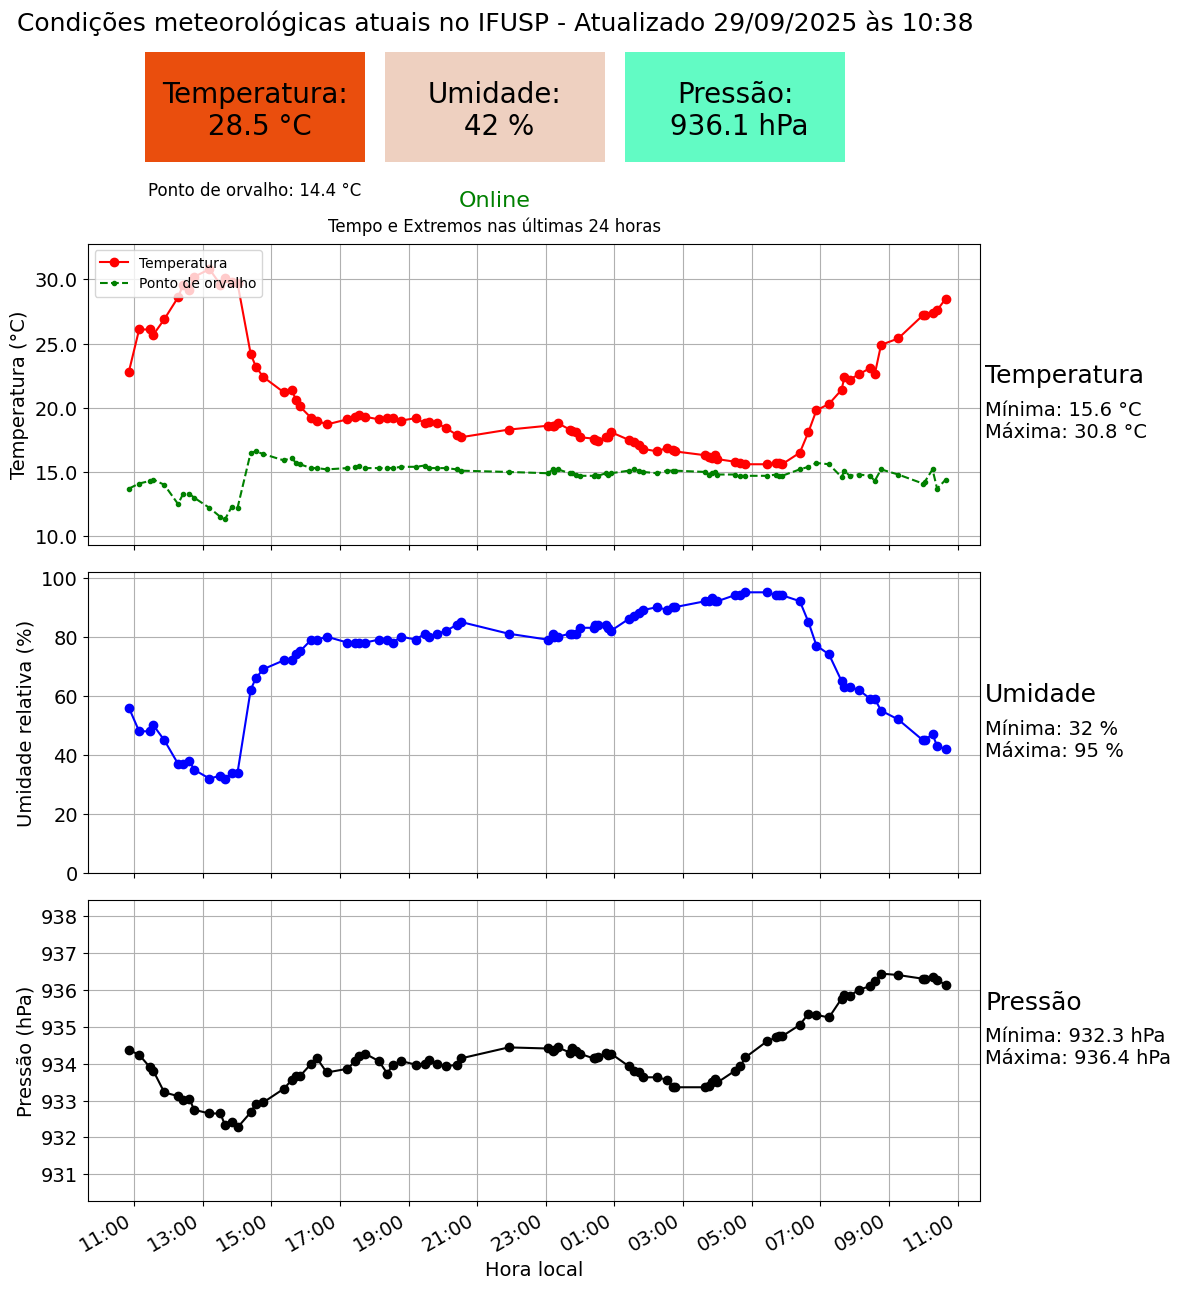 Condições meteorológicas atuais no IFUSP - Atualizado 29/09/2025 às 10:38
Temperatura:
28.5 °C
Umidade:
42 %
Pressão:
936.1 hPa
Ponto de orvalho: 14.4 °C
Online
Tempo e Extremos nas últimas 24 horas
Temperatura
Ponto de orvalho
Temperatura (°C)
30.0
25.0
20.0
15.0
10.0
Temperatura
Mínima: 15.6 °C
Máxima: 30.8 °C
Umidade relativa (%)
100
80
60
40
20
0
Umidade
Mínima: 32 %
Máxima: 95 %
Pressão (hPa)
938
937
936
935
934
933
932
931
Pressão
Mínima: 932.3 hPa
Máxima: 936.4 hPa
11:00
13:00
15:00
17:00
19:00
21:00
23:00
01:00
03:00
05:00
07:00
09:00
11:00
Hora local